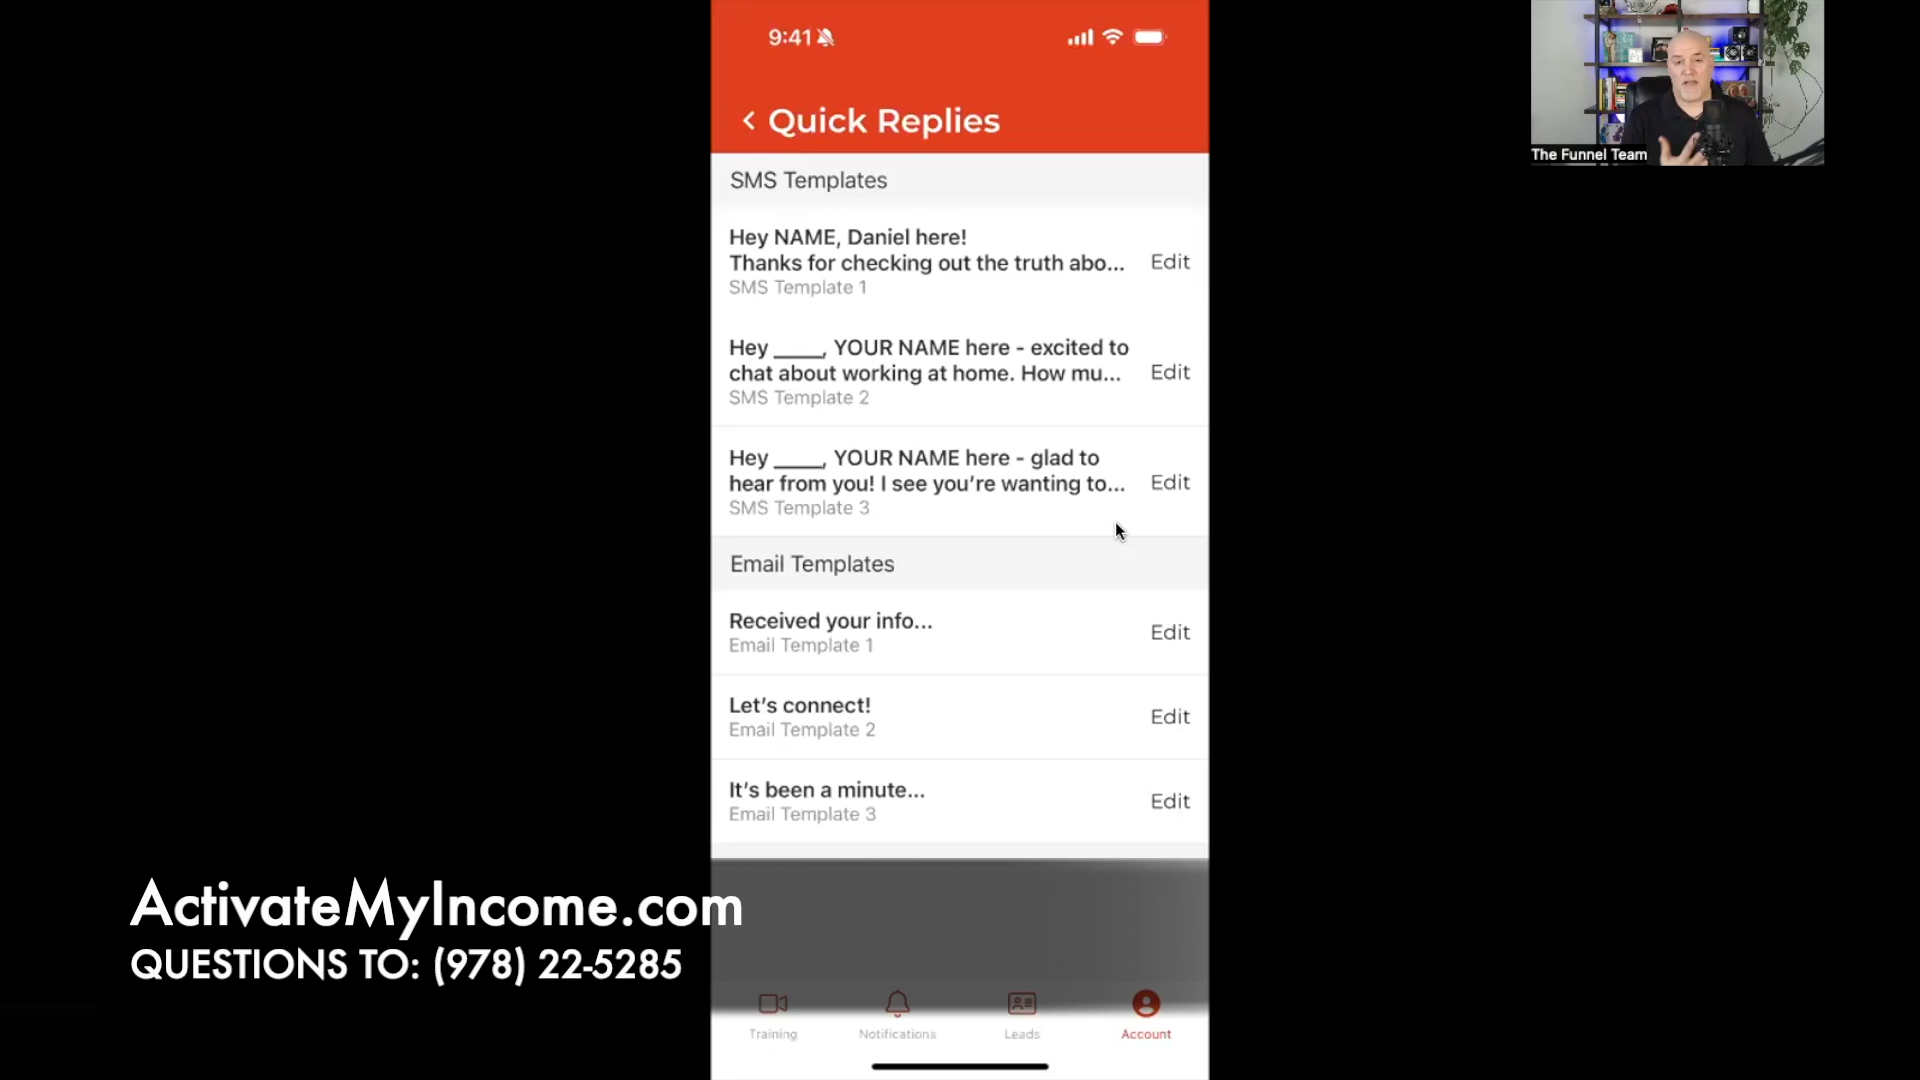 9:41
Quick Replies
The Funnel Team
SMS Templates
Hey NAME, Daniel here!
Thanks for checking out the truth abo...
Edit
SMS Template 1
Hey ____, YOUR NAME here - excited to
chat about working at home. How mu...
Edit
SMS Template 2
Hey ____, YOUR NAME here - glad to
hear from you! I see you're wanting to...
Edit
SMS Template 3
Email Templates
Received your info...
Edit
Email Template 1
Let's connect!
Edit
Email Template 2
It's been a minute...
Edit
Email Template 3
ActivateMyIncome.com
QUESTIONS TO: (978) 22-5285
Training
Notifications
Leads
Account